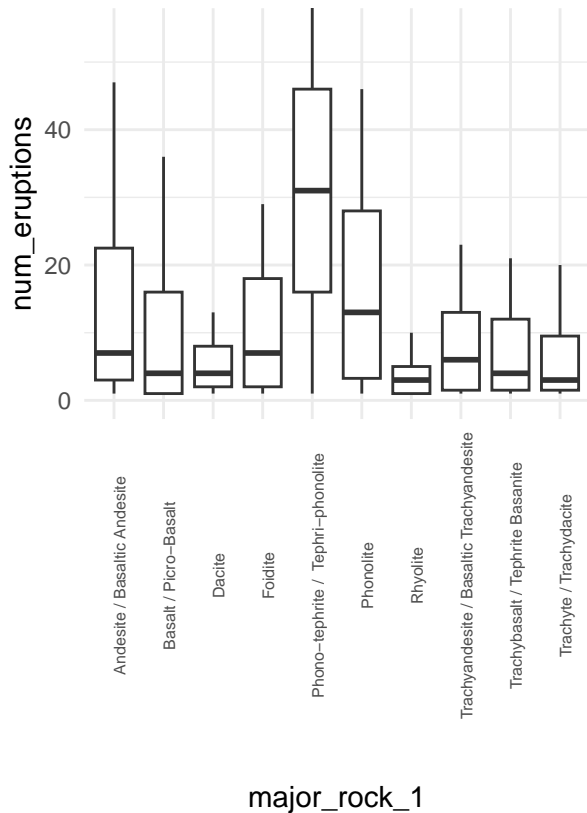 num_eruptions
40
20
0
Andesite / Basaltic Andesite
Basalt / Picro−Basalt
Dacite
Foidite
Phono−tephrite /  Tephri−phonolite
Phonolite
Rhyolite
Trachyandesite / Basaltic Trachyandesite
Trachybasalt / Tephrite Basanite
Trachyte / Trachydacite
major_rock_1